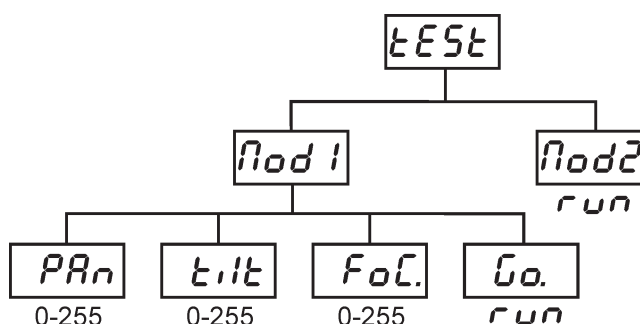 tESt
Mod1 Mod2
run
PAn tilt FoC. Go.
0-255 0-255 0-255 run